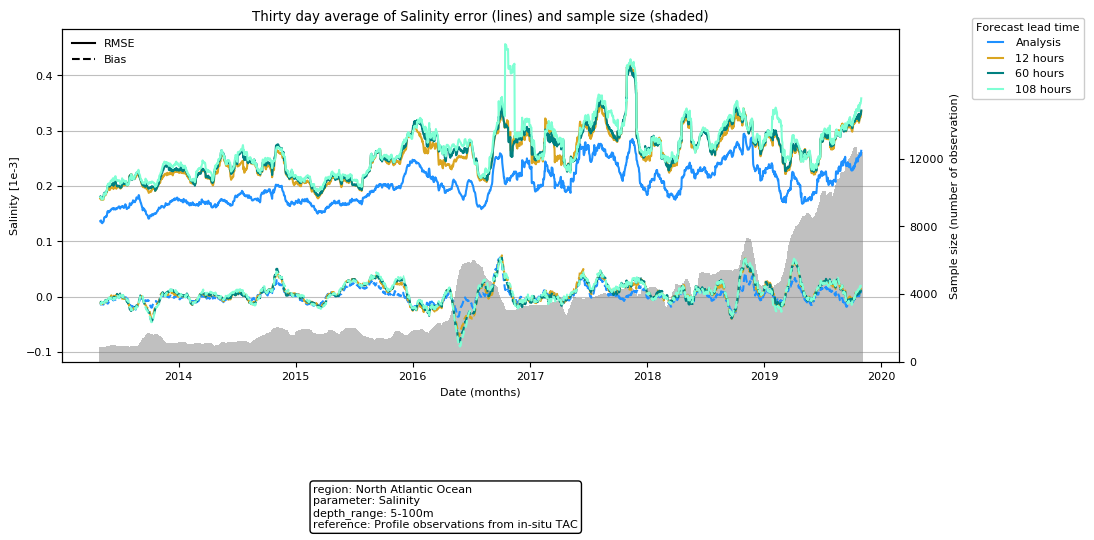 Thirty day average of Salinity error (lines) and sample size (shaded)
RMSE
Bias
Forecast lead time
Analysis
12 hours
60 hours
108 hours
Salinity [1e-3]
0.4
0.3
0.2
0.1
0.0
−0.1
Sample size (number of observation)
12000
8000
4000
0
2014
2015
2016
2017
2018
2019
2020
Date (months)
region: North Atlantic Ocean
parameter: Salinity
depth_range: 5-100m
reference: Profile observations from in-situ TAC